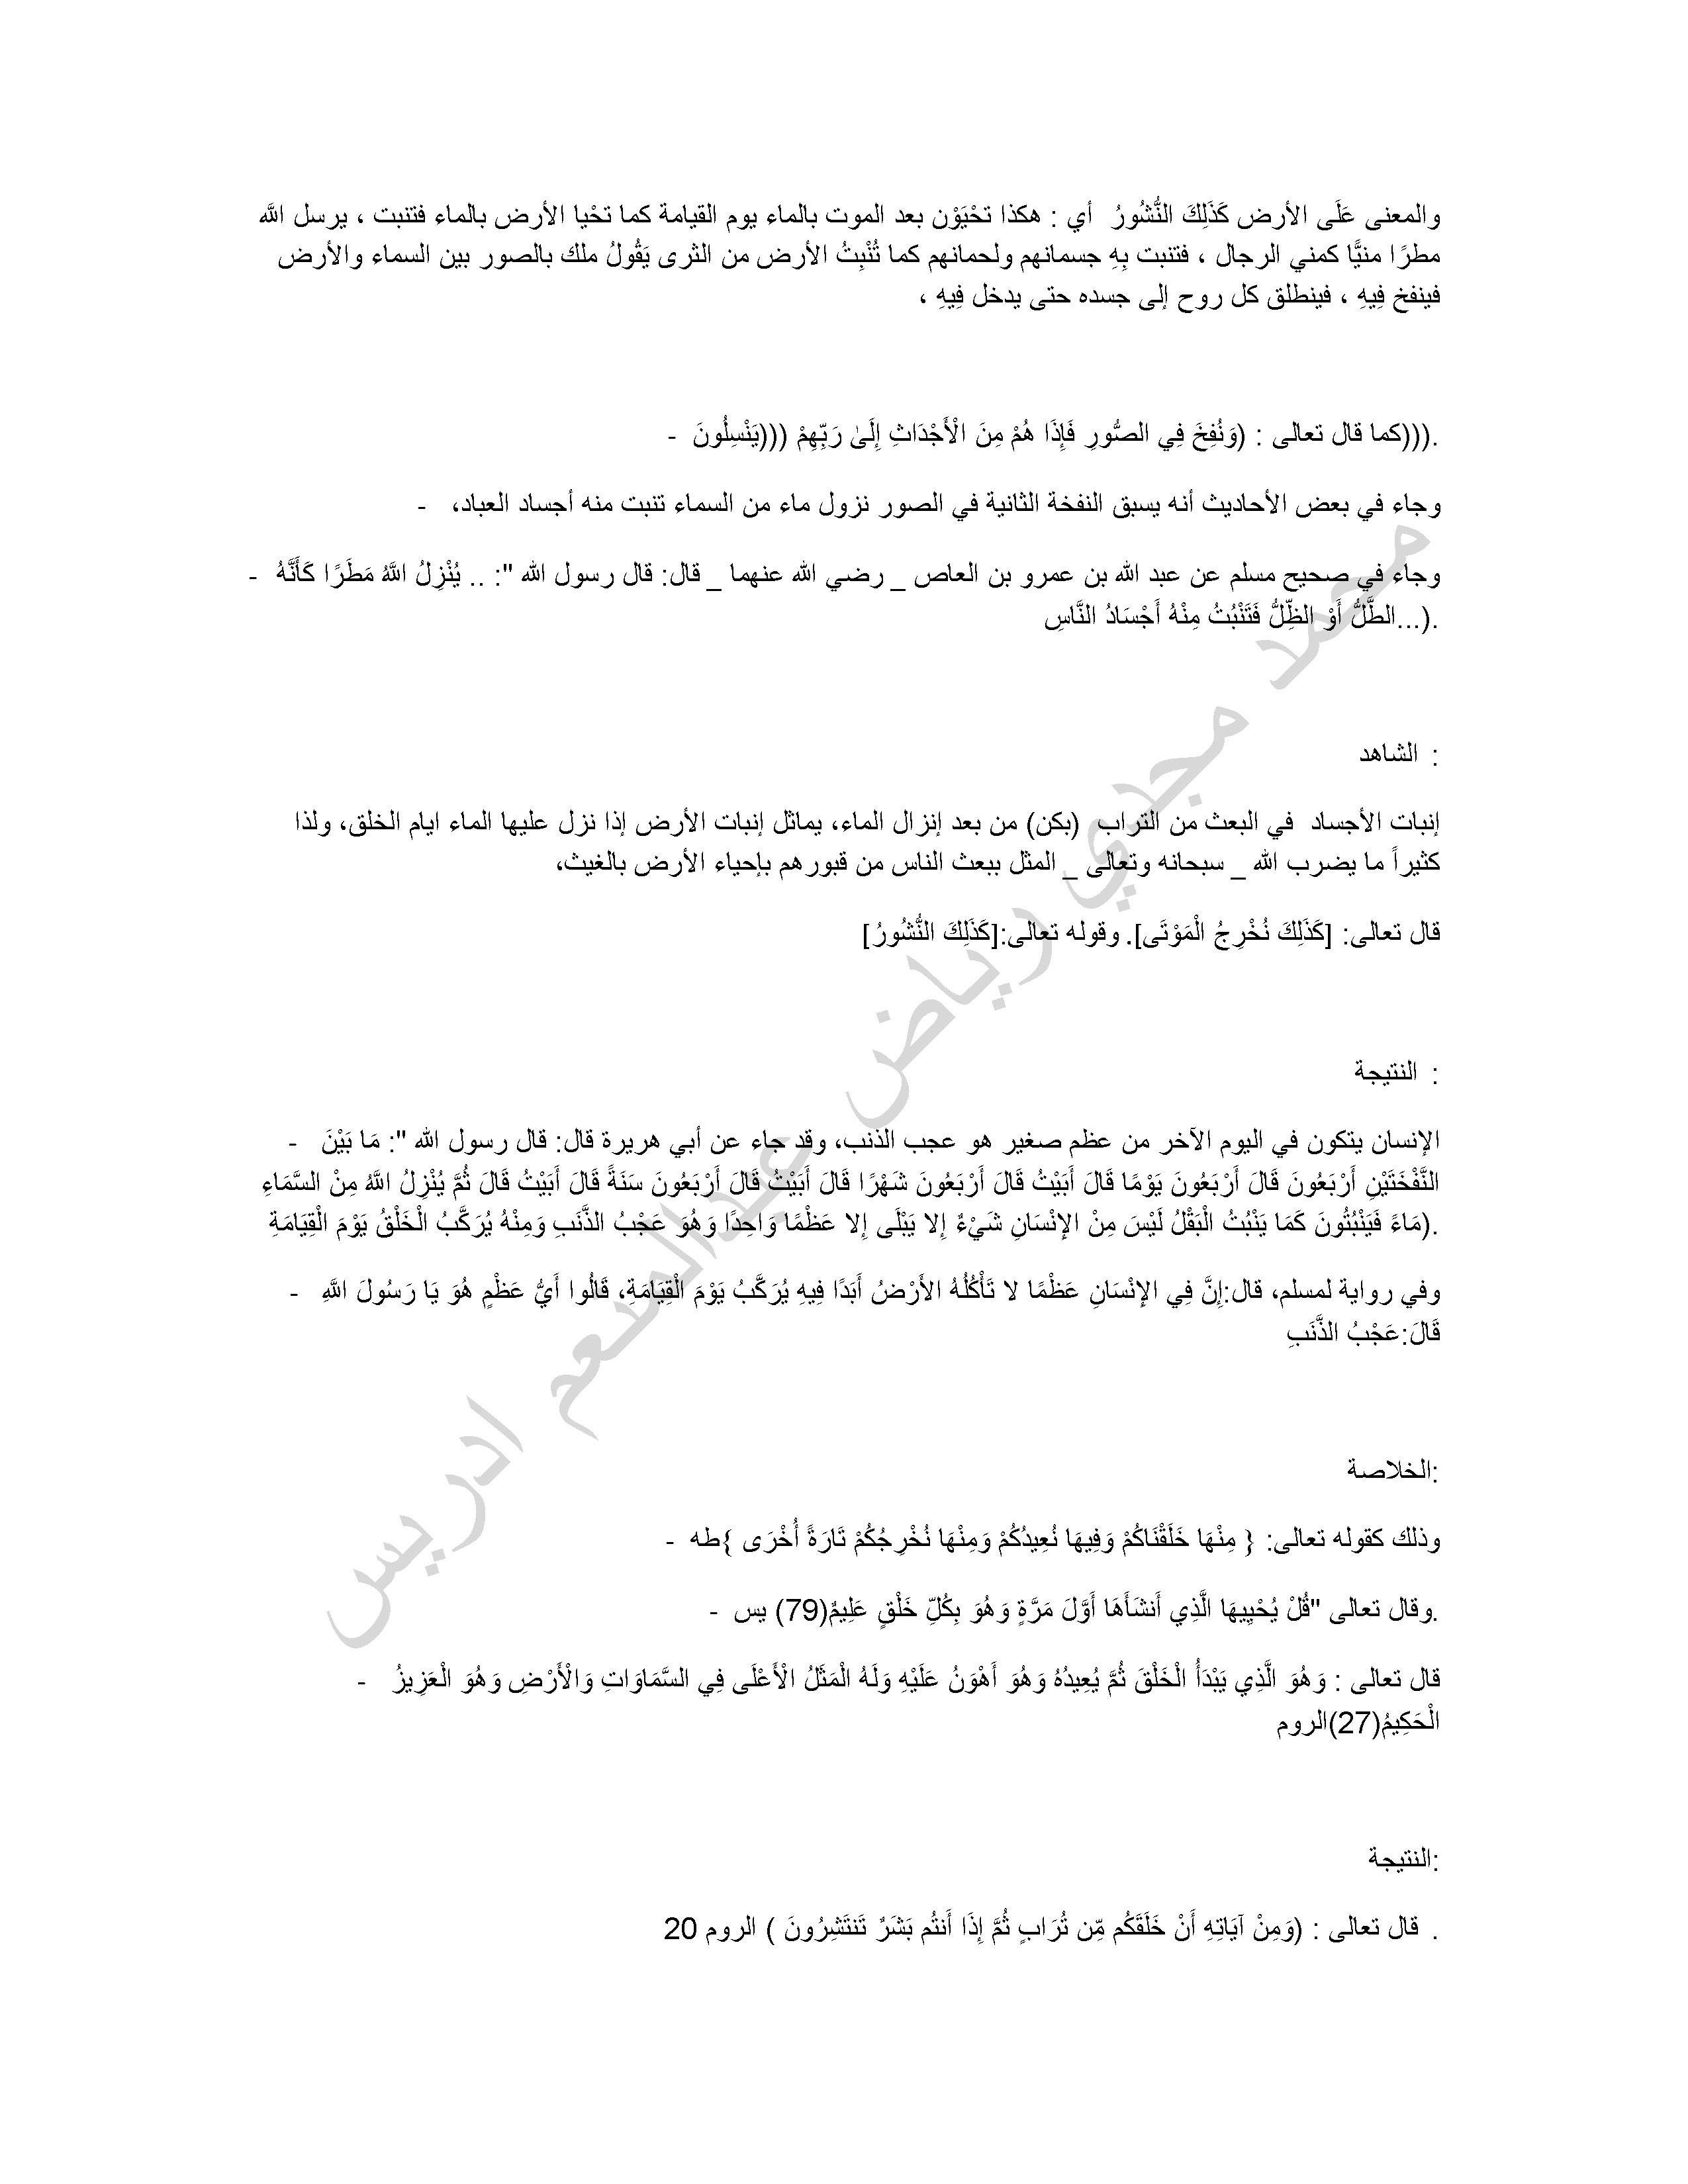 والمعنى عَلَى الأرض كَذَلِكَ النُّشُورُ أي : هكذا تحْيَوْن بعد الموت بالماء يوم القيامة كما تحْيا الأرض بالماء فتنبت ، يرسل الله
مطرًا منيًّا كمني الرجال ، فتنبت بِهِ جسمانهم ولحمانهم كما تُنْبِتُ الأرض من الثرى يَقُولُ ملك بالصور بين السماء والأرض
فينفخ فِيهِ ، فينطلق كل روح إلى جسده حتى يدخل فِيهِ ،
.(((كما قال تعالى : (وَنُفِخَ فِي الصُّورِ فَإِذَا هُمْ مِنَ الْأَجْدَاثِ إِلَىٰ رَبِّهِمْ (((يَنْسِلُونَ -
وجاء في بعض الأحاديث أنه يسبق النفخة الثانية في الصور نزول ماء من السماء تنبت منه أجساد العباد، -
وجاء في صحيح مسلم عن عبد الله بن عمرو بن العاص _ رضي الله عنهما _ قال: قال رسول الله ": .. يُنْزِلُ اللَّهُ مَطَرًا كَأَنَّهُ -
.(...الطَّلُّ أَوْ الظِّلُّ فَتَنْبُتُ مِنْهُ أَجْسَادُ النَّاسِ
: الشاهد
إنبات الأجساد في البعث من التراب (بكن) من بعد إنزال الماء، يماثل إنبات الأرض إذا نزل عليها الماء ايام الخلق، ولذا
كثيراً ما يضرب الله _ سبحانه وتعالى _ المثل ببعث الناس من قبورهم بإحياء الأرض بالغيث،
قال تعالى: [كَذَلِكَ نُخْرِجُ الْمَوْتَى]. وقوله تعالى:[كَذَلِكَ النُّشُورُ]
: النتيجة
الإنسان يتكون في اليوم الآخر من عظم صغير هو عجب الذنب، وقد جاء عن أبي هريرة قال: قال رسول الله ": مَا بَيْنَ -
النَّفْخَتَيْنِ أَرْبَعُونَ قَالَ أَرْبَعُونَ يَوْمًا قَالَ أَبَيْتُ قَالَ أَرْبَعُونَ شَهْرًا قَالَ أَبَيْتُ قَالَ أَرْبَعُونَ سَنَةً قَالَ أَبَيْتُ قَالَ ثُمَّ يُنْزِلُ اللَّهُ مِنْ السَّمَاءِ
.(مَاءً فَيَنْبُتُونَ كَمَا يَنْبُتُ الْبَقْلُ لَيْسَ مِنْ الإِنْسَانِ شَيْءٌ إِلا يَبْلَى إِلا عَظْمًا وَاحِدًا وَهُوَ عَجْبُ الذَّنَبِ وَمِنْهُ يُرَكَّبُ الْخَلْقُ يَوْمَ الْقِيَامَةِ
وفي رواية لمسلم، قال:إِنَّ فِي الإِنْسَانِ عَظْمًا لا تَأْكُلُهُ الأَرْضُ أَبَدًا فِيهِ يُرَكَّبُ يَوْمَ الْقِيَامَةِ، قَالُوا أَيُّ عَظْمٍ هُوَ يَا رَسُولَ اللَّهِ -
قَالَ:عَجْبُ الذَّنَبِ
:الخلاصة
وذلك كقوله تعالى: { مِنْهَا خَلَقْنَاكُمْ وَفِيهَا نُعِيدُكُمْ وَمِنْهَا نُخْرِجُكُمْ تَارَةً أُخْرَى }طه -
.وقال تعالى "قُلْ يُحْيِيهَا الَّذِي أَنشَأَهَا أَوَّلَ مَرَّةٍ وَهُوَ بِكُلِّ خَلْقٍ عَلِيمٌ(79) يس -
قال تعالى : وَهُوَ الَّذِي يَبْدَأُ الْخَلْقَ ثُمَّ يُعِيدُهُ وَهُوَ أَهْوَنُ عَلَيْهِ وَلَهُ الْمَثَلُ الْأَعْلَى فِي السَّمَاوَاتِ وَالْأَرْضِ وَهُوَ الْعَزِيزُ -
الْحَكِيمُ(27)الروم
:النتيجة
. قال تعالى : (وَمِنْ آيَاتِهِ أَنْ خَلَقَكُم مِّن تُرَابٍ ثُمَّ إِذَا أَنتُم بَشَرٌ تَنتَشِرُونَ ) الروم 20
محمد مجدي رياض عبدالمنعم ادريس